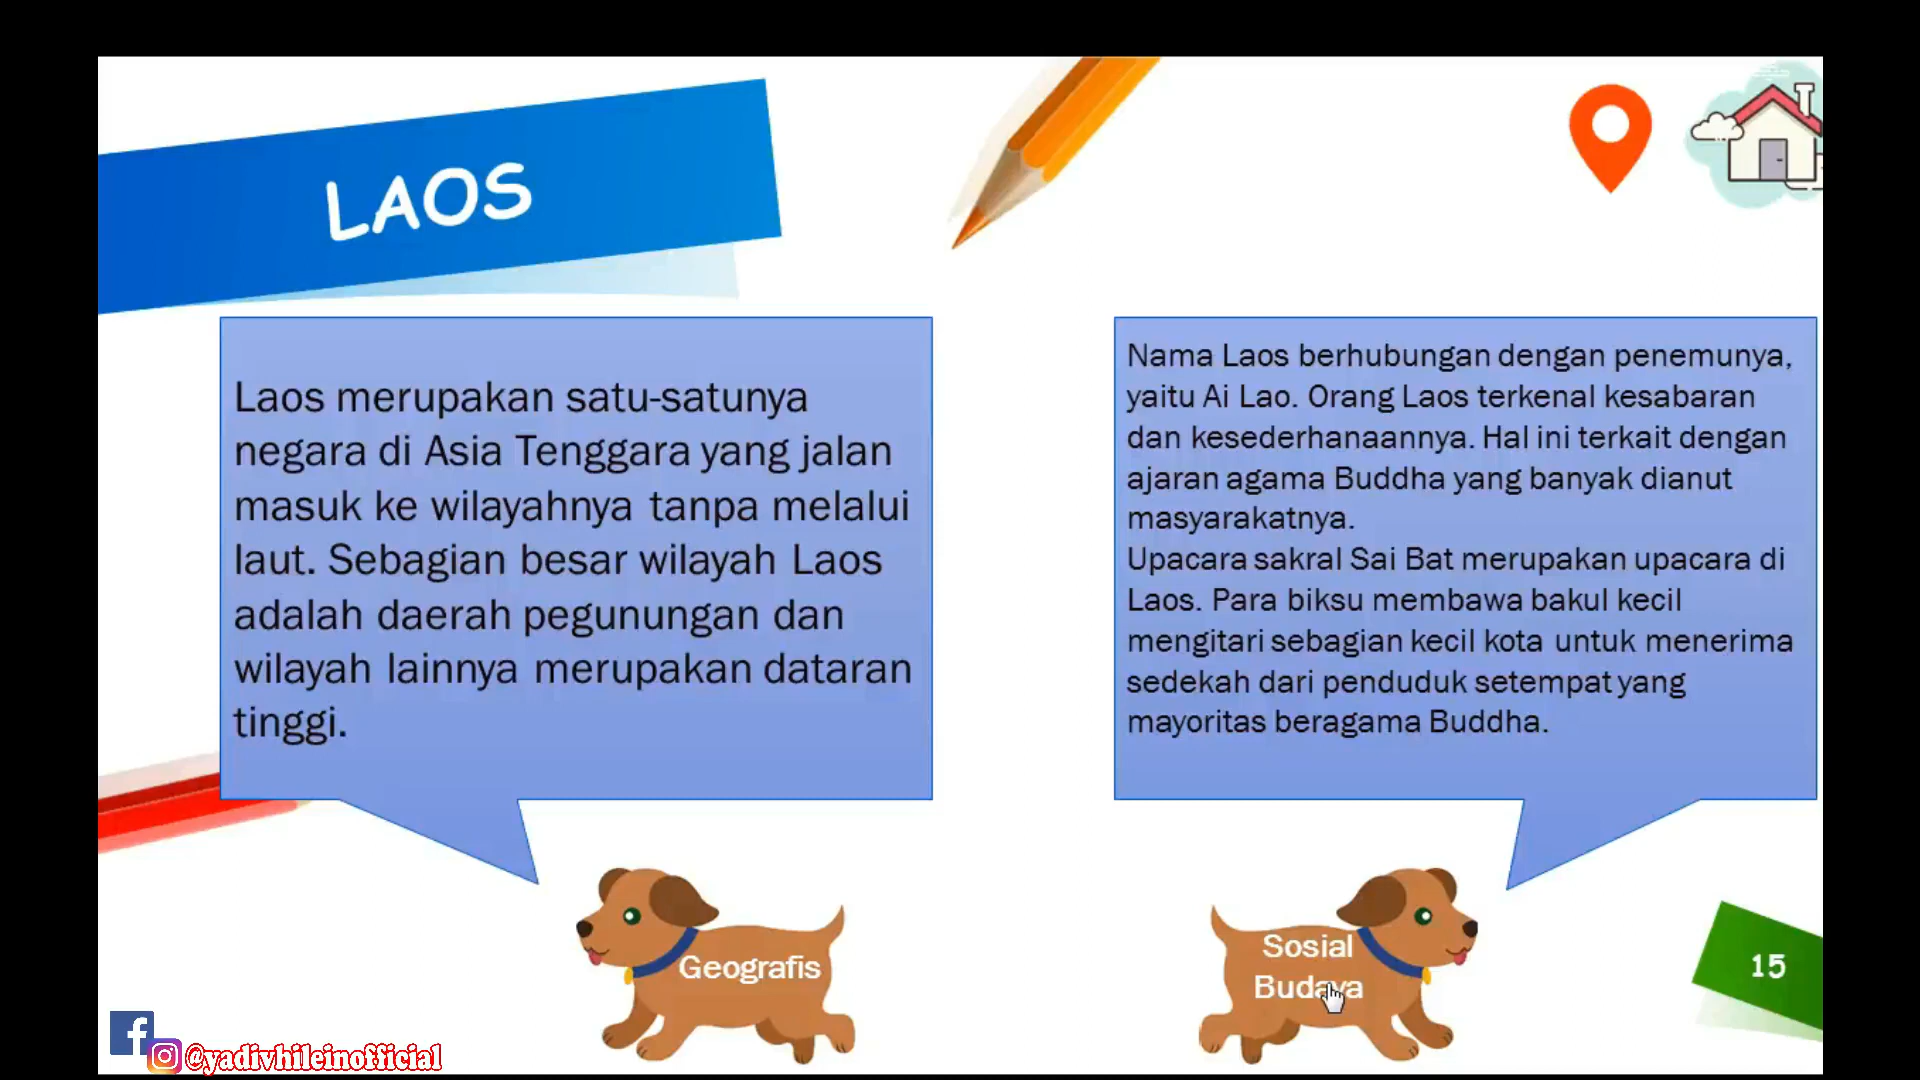 LAOS
Laos merupakan satu-satunya
negara di Asia Tenggara yang jalan
masuk ke wilayahnya tanpa melalui
laut. Sebagian besar wilayah Laos
adalah daerah pegunungan dan
wilayah lainnya merupakan dataran
tinggi.
Nama Laos berhubungan dengan penemunya,
yaitu Ai Lao. Orang Laos terkenal kesabaran
dan kesederhanaannya. Hal ini terkait dengan
ajaran agama Buddha yang banyak dianut
masyarakatnya.
Upacara sakral Sai Bat merupakan upacara di
Laos. Para biksu membawa bakul kecil
mengitari sebagian kecil kota untuk menerima
sedekah dari penduduk setempat yang
mayoritas beragama Buddha.
Geografis
Sosial
Budaya
15
f
@yadivhileinofficial